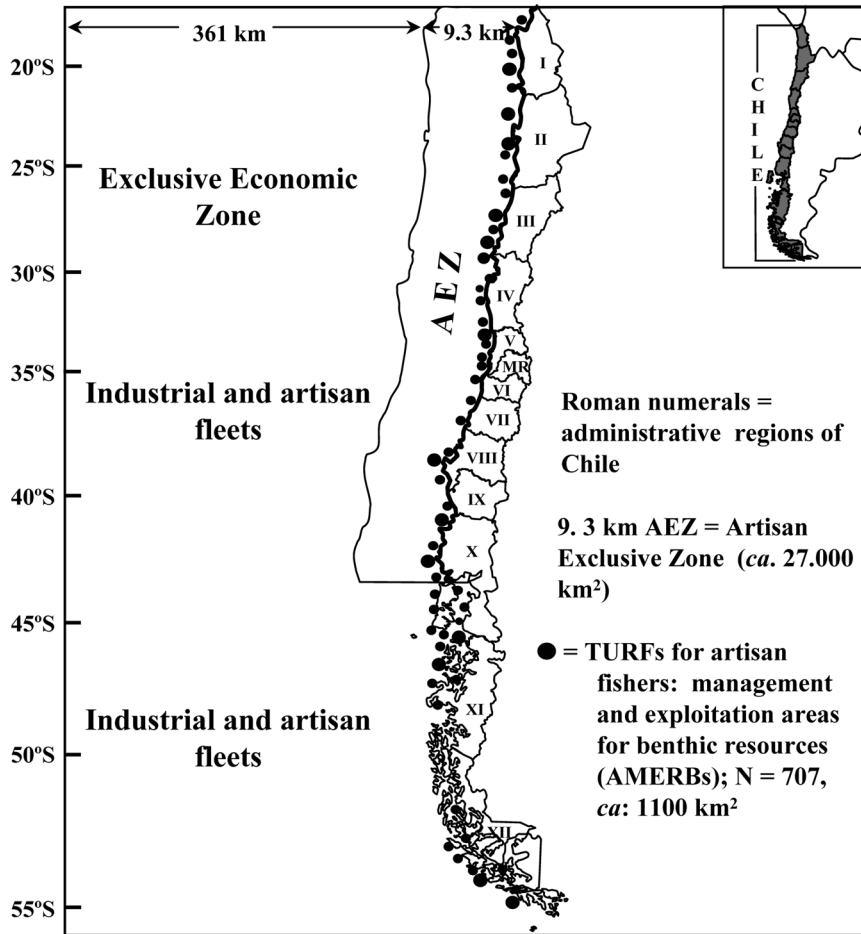 361 km
9.3 km
20ºS
25ºS
30ºS
35ºS
40ºS
45ºS
50ºS
55ºS
Exclusive Economic
Zone
Industrial and artisan
fleets
Industrial and artisan
fleets
AEZ
I
II
III
IV
V
MR
VI
VII
VIII
IX
X
XI
XII
CHILE
Roman numerals =
administrative regions of
Chile
9. 3 km AEZ = Artisan
Exclusive Zone (ca. 27.000
km²)
= TURFs for artisan
fishers: management
and exploitation areas
for benthic resources
(AMERBs); N = 707,
ca: 1100 km²